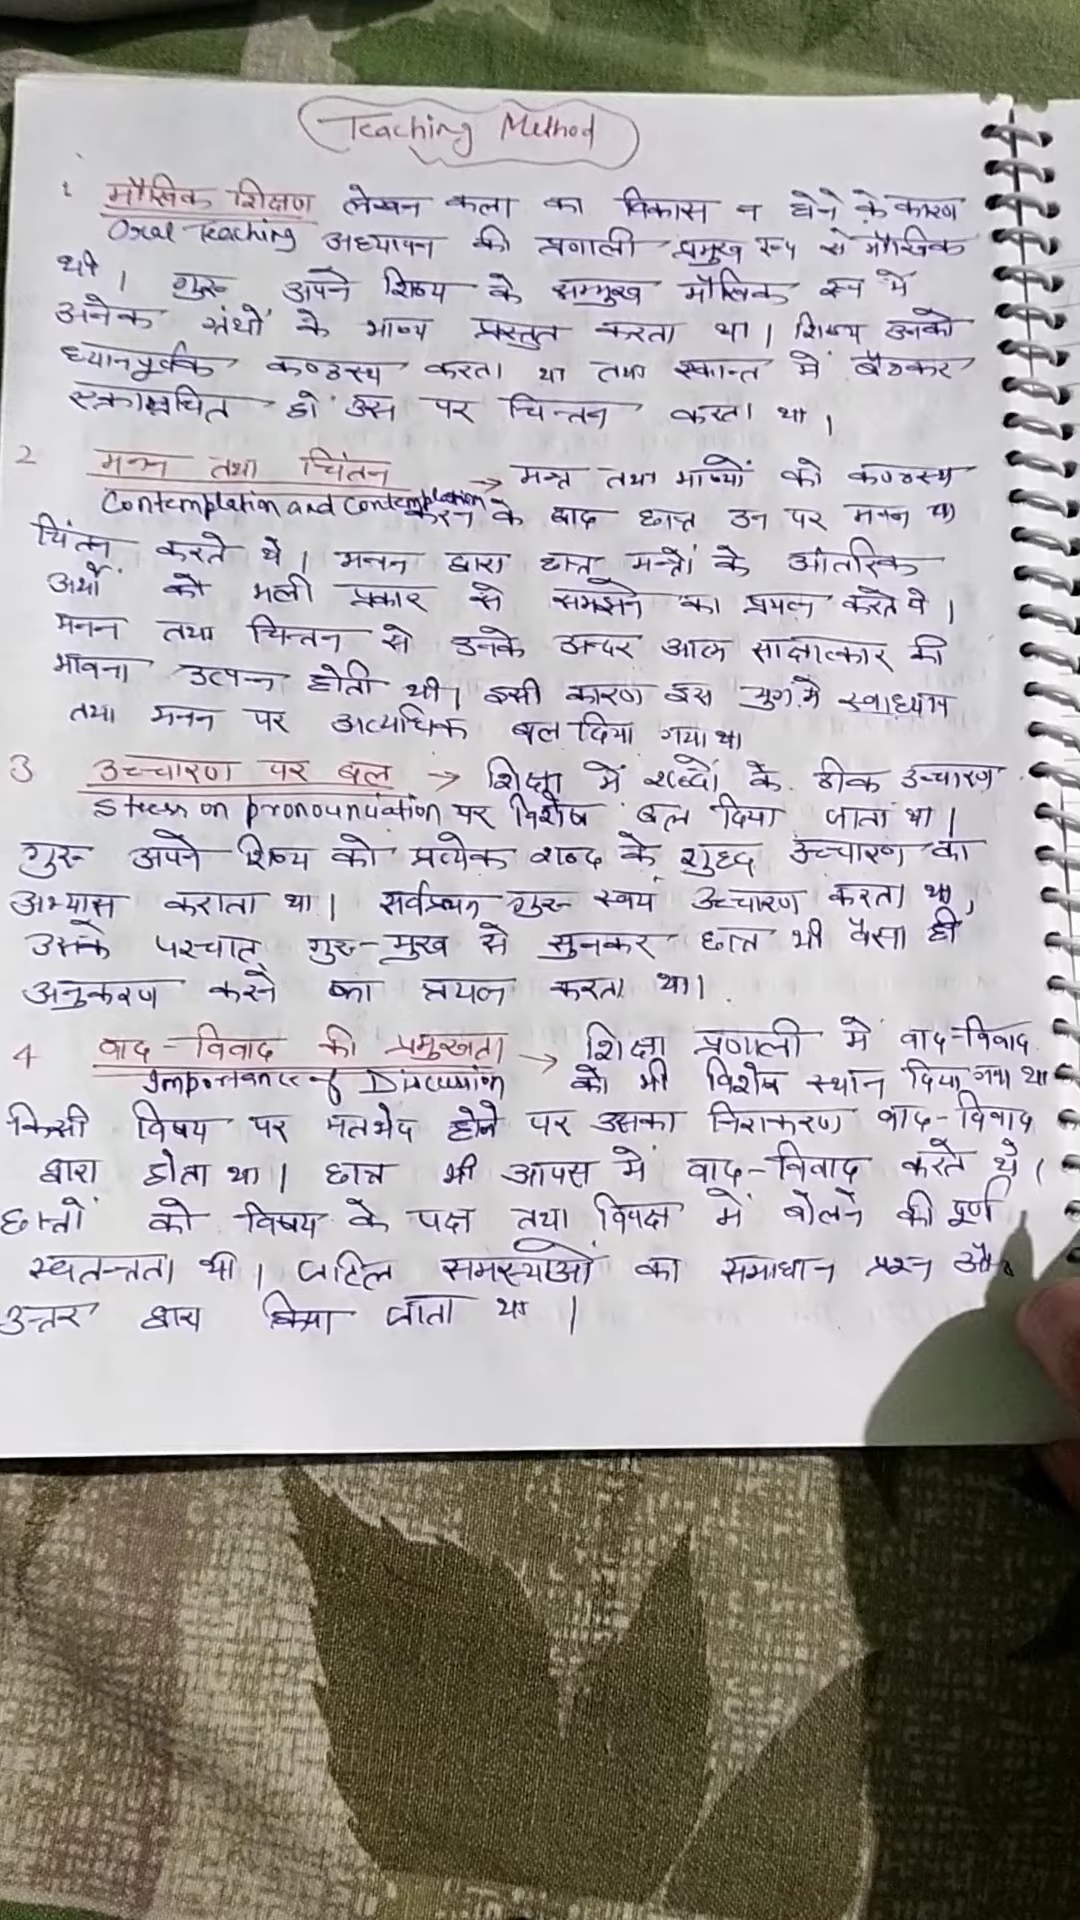 Teaching Method
1 मौखिक शिक्षण लेखन कला का विकास न होने के कारण
Oral Teaching अध्यापन की प्रणाली प्रमुख रूप से मौखिक
थी। गुरु अपने शिष्य के सम्मुख मौखिक रूप में
अनेक ग्रंथों के भाष्य प्रस्तुत करता था। शिष्य उनको
ध्यानपूर्वक कण्ठस्थ करता था तथा एकान्त में बैठकर
एकाग्रचित हो उस पर चिन्तन करता था।
2 मनन तथा चिंतन → मन्त्र तथा भाष्यों को कण्ठस्थ
Contemplation and contemplation करने के बाद छात्र उन पर मनन व
चिंतन करते थे। मनन द्वारा छात्र मन्त्रों के आंतरिक
अर्थों को भली प्रकार से समझने का प्रयत्न करते थे।
मनन तथा चिन्तन से उनके अन्दर आत्म साक्षात्कार की
भावना उत्पन्न होती थी। इसी कारण इस युग में स्वाध्याय
तथा मनन पर अत्यधिक बल दिया गया था
3 उच्चारण पर बल → शिक्षा में शब्दों के ठीक उच्चारण
stress on pronounuciation पर विशेष बल दिया जाता था।
गुरु अपने शिष्य को प्रत्येक शब्द के शुद्ध उच्चारण का
अभ्यास कराता था। सर्वप्रथम गुरु स्वयं उच्चारण करता था,
उसके पश्चात् गुरु-मुख से सुनकर छात्र भी वैसा ही
अनुकरण करने का प्रयत्न करता था।
4 वाद-विवाद की प्रमुखता → शिक्षा प्रणाली में वाद-विवाद
Importance of Discussion को भी विशेष स्थान दिया गया था
किसी विषय पर मतभेद होने पर उसका निराकरण वाद-विवाद
द्वारा होता था। छात्र भी आपस में वाद-विवाद करते थे।
छात्रों को विषय के पक्ष तथा विपक्ष में बोलने की पूर्ण
स्वतन्त्रता थी। जटिल समस्याओं का समाधान प्रश्न और
उत्तर द्वारा किया जाता था।